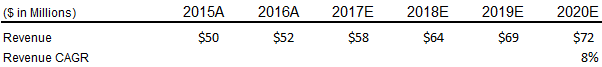 ($ in Millions) 2015A 2016A 2017E 2018E 2019E 2020E
Revenue $50 $52 $58 $64 $69 $72
Revenue CAGR 8%